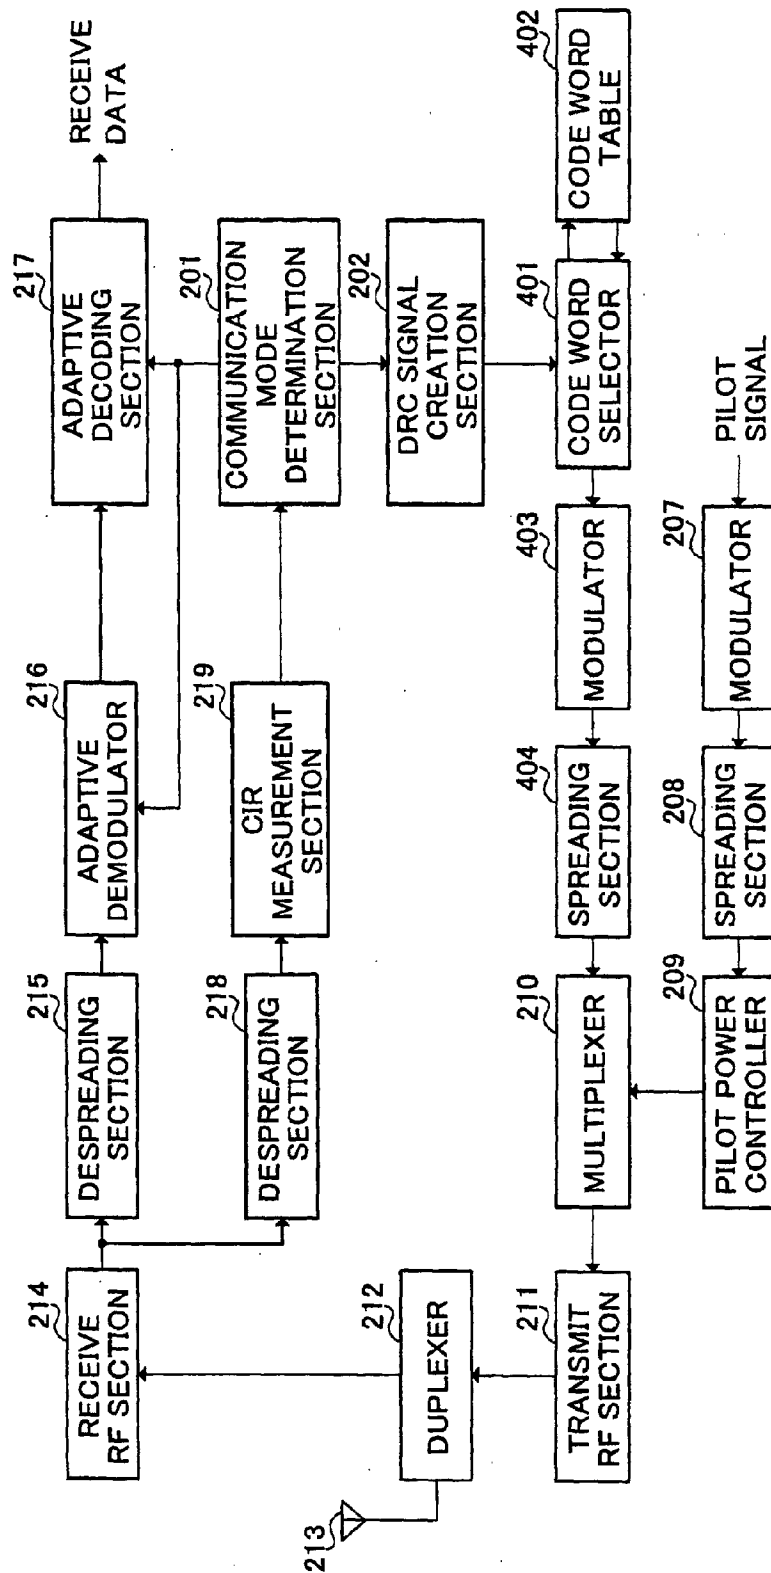 214
RECEIVE
RF SECTION
215
DESPREADING
SECTION
216
ADAPTIVE
DEMODULATOR
217
ADAPTIVE
DECODING
SECTION
RECEIVE
DATA
218
DESPREADING
SECTION
219
CIR
MEASUREMENT
SECTION
201
COMMUNICATION
MODE
DETERMINATION
SECTION
213
212
DUPLEXER
202
DRC SIGNAL
CREATION
SECTION
211
TRANSMIT
RF SECTION
210
MULTIPLEXER
404
SPREADING
SECTION
403
MODULATOR
401
CODE WORD
SELECTOR
402
CODE WORD
TABLE
209
PILOT POWER
CONTROLLER
208
SPREADING
SECTION
207
MODULATOR
PILOT
SIGNAL